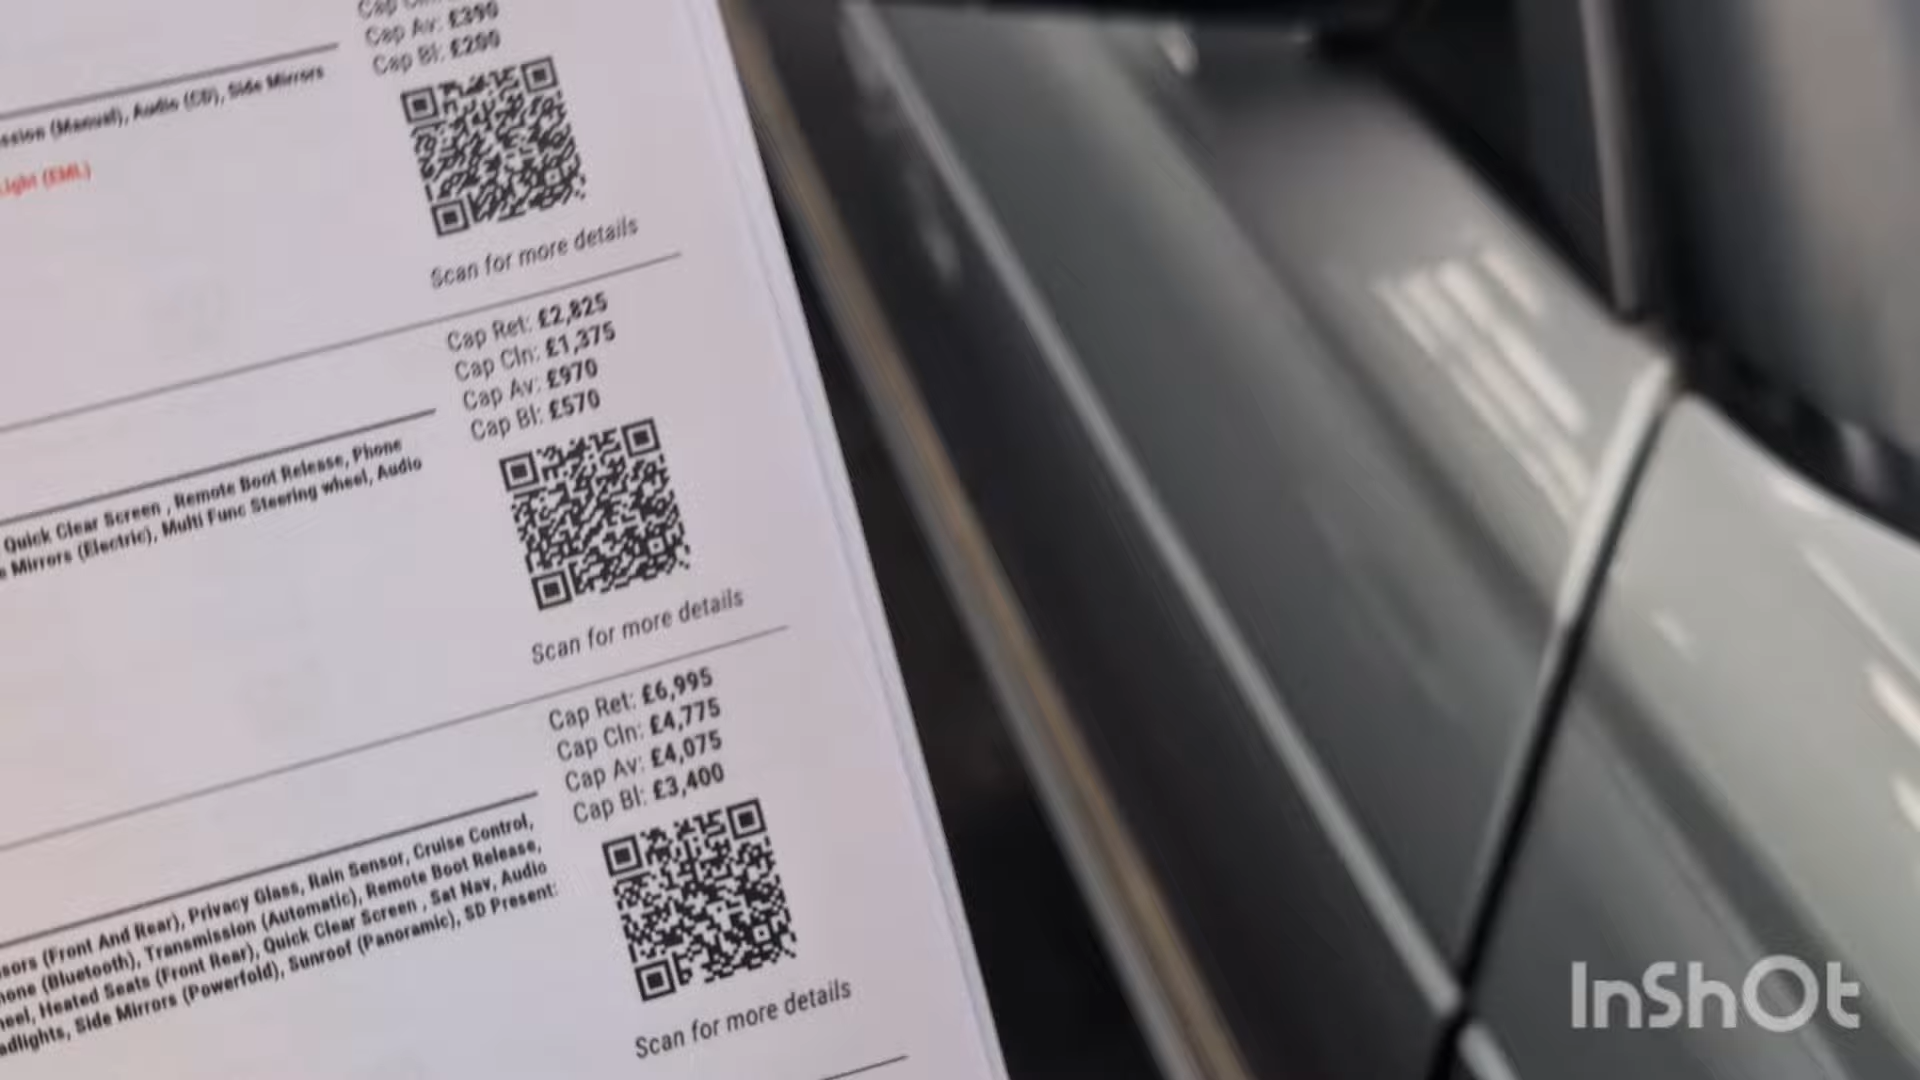 Cap Av: £390
Cap Bl: £200
ssion (Manual), Audio (CD), Side Mirrors
Light (EML)
Scan for more details
Cap Ret: £2,825
Cap Cln: £1,375
Cap Av: £970
Cap Bl: £570
Quick Clear Screen , Remote Boot Release, Phone
e Mirrors (Electric), Multi Func Steering wheel, Audio
Scan for more details
Cap Ret: £6,995
Cap Cln: £4,775
Cap Av: £4,075
Cap Bl: £3,400
sors (Front And Rear), Privacy Glass, Rain Sensor, Cruise Control,
hone (Bluetooth), Transmission (Automatic), Remote Boot Release,
heel, Heated Seats (Front Rear), Quick Clear Screen , Sat Nav, Audio
adlights, Side Mirrors (Powerfold), Sunroof (Panoramic), SD Present:
Scan for more details
InShOt